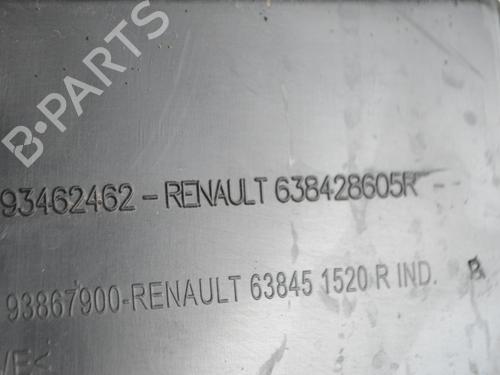 B-PARTS
93462462 - RENAULT 638428605R --
93867900-RENAULT 63845 1520 R IND. B
/E<